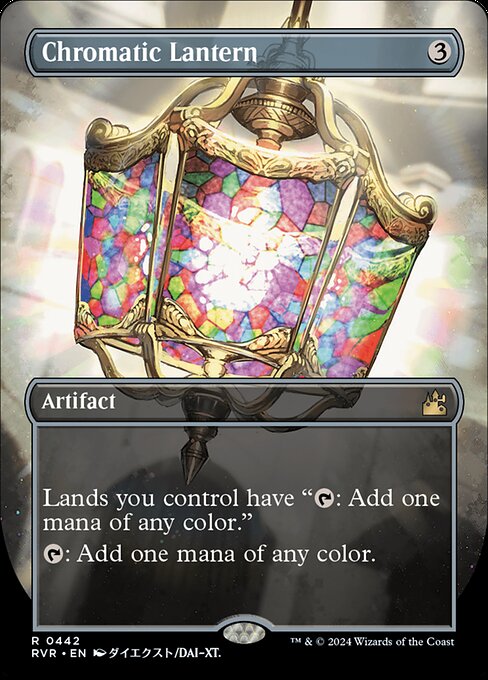 Chromatic Lantern 3
Artifact
Lands you control have “T: Add one
mana of any color.”
T: Add one mana of any color.
R 0442
RVR • EN ダイエクスト/DAI-XT.
™ & © 2024 Wizards of the Coast